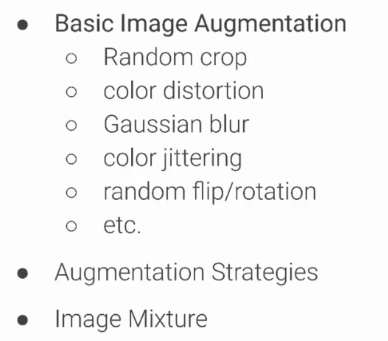 ● Basic Image Augmentation
○ Random crop
○ color distortion
○ Gaussian blur
○ color jittering
○ random flip/rotation
○ etc.
● Augmentation Strategies
● Image Mixture